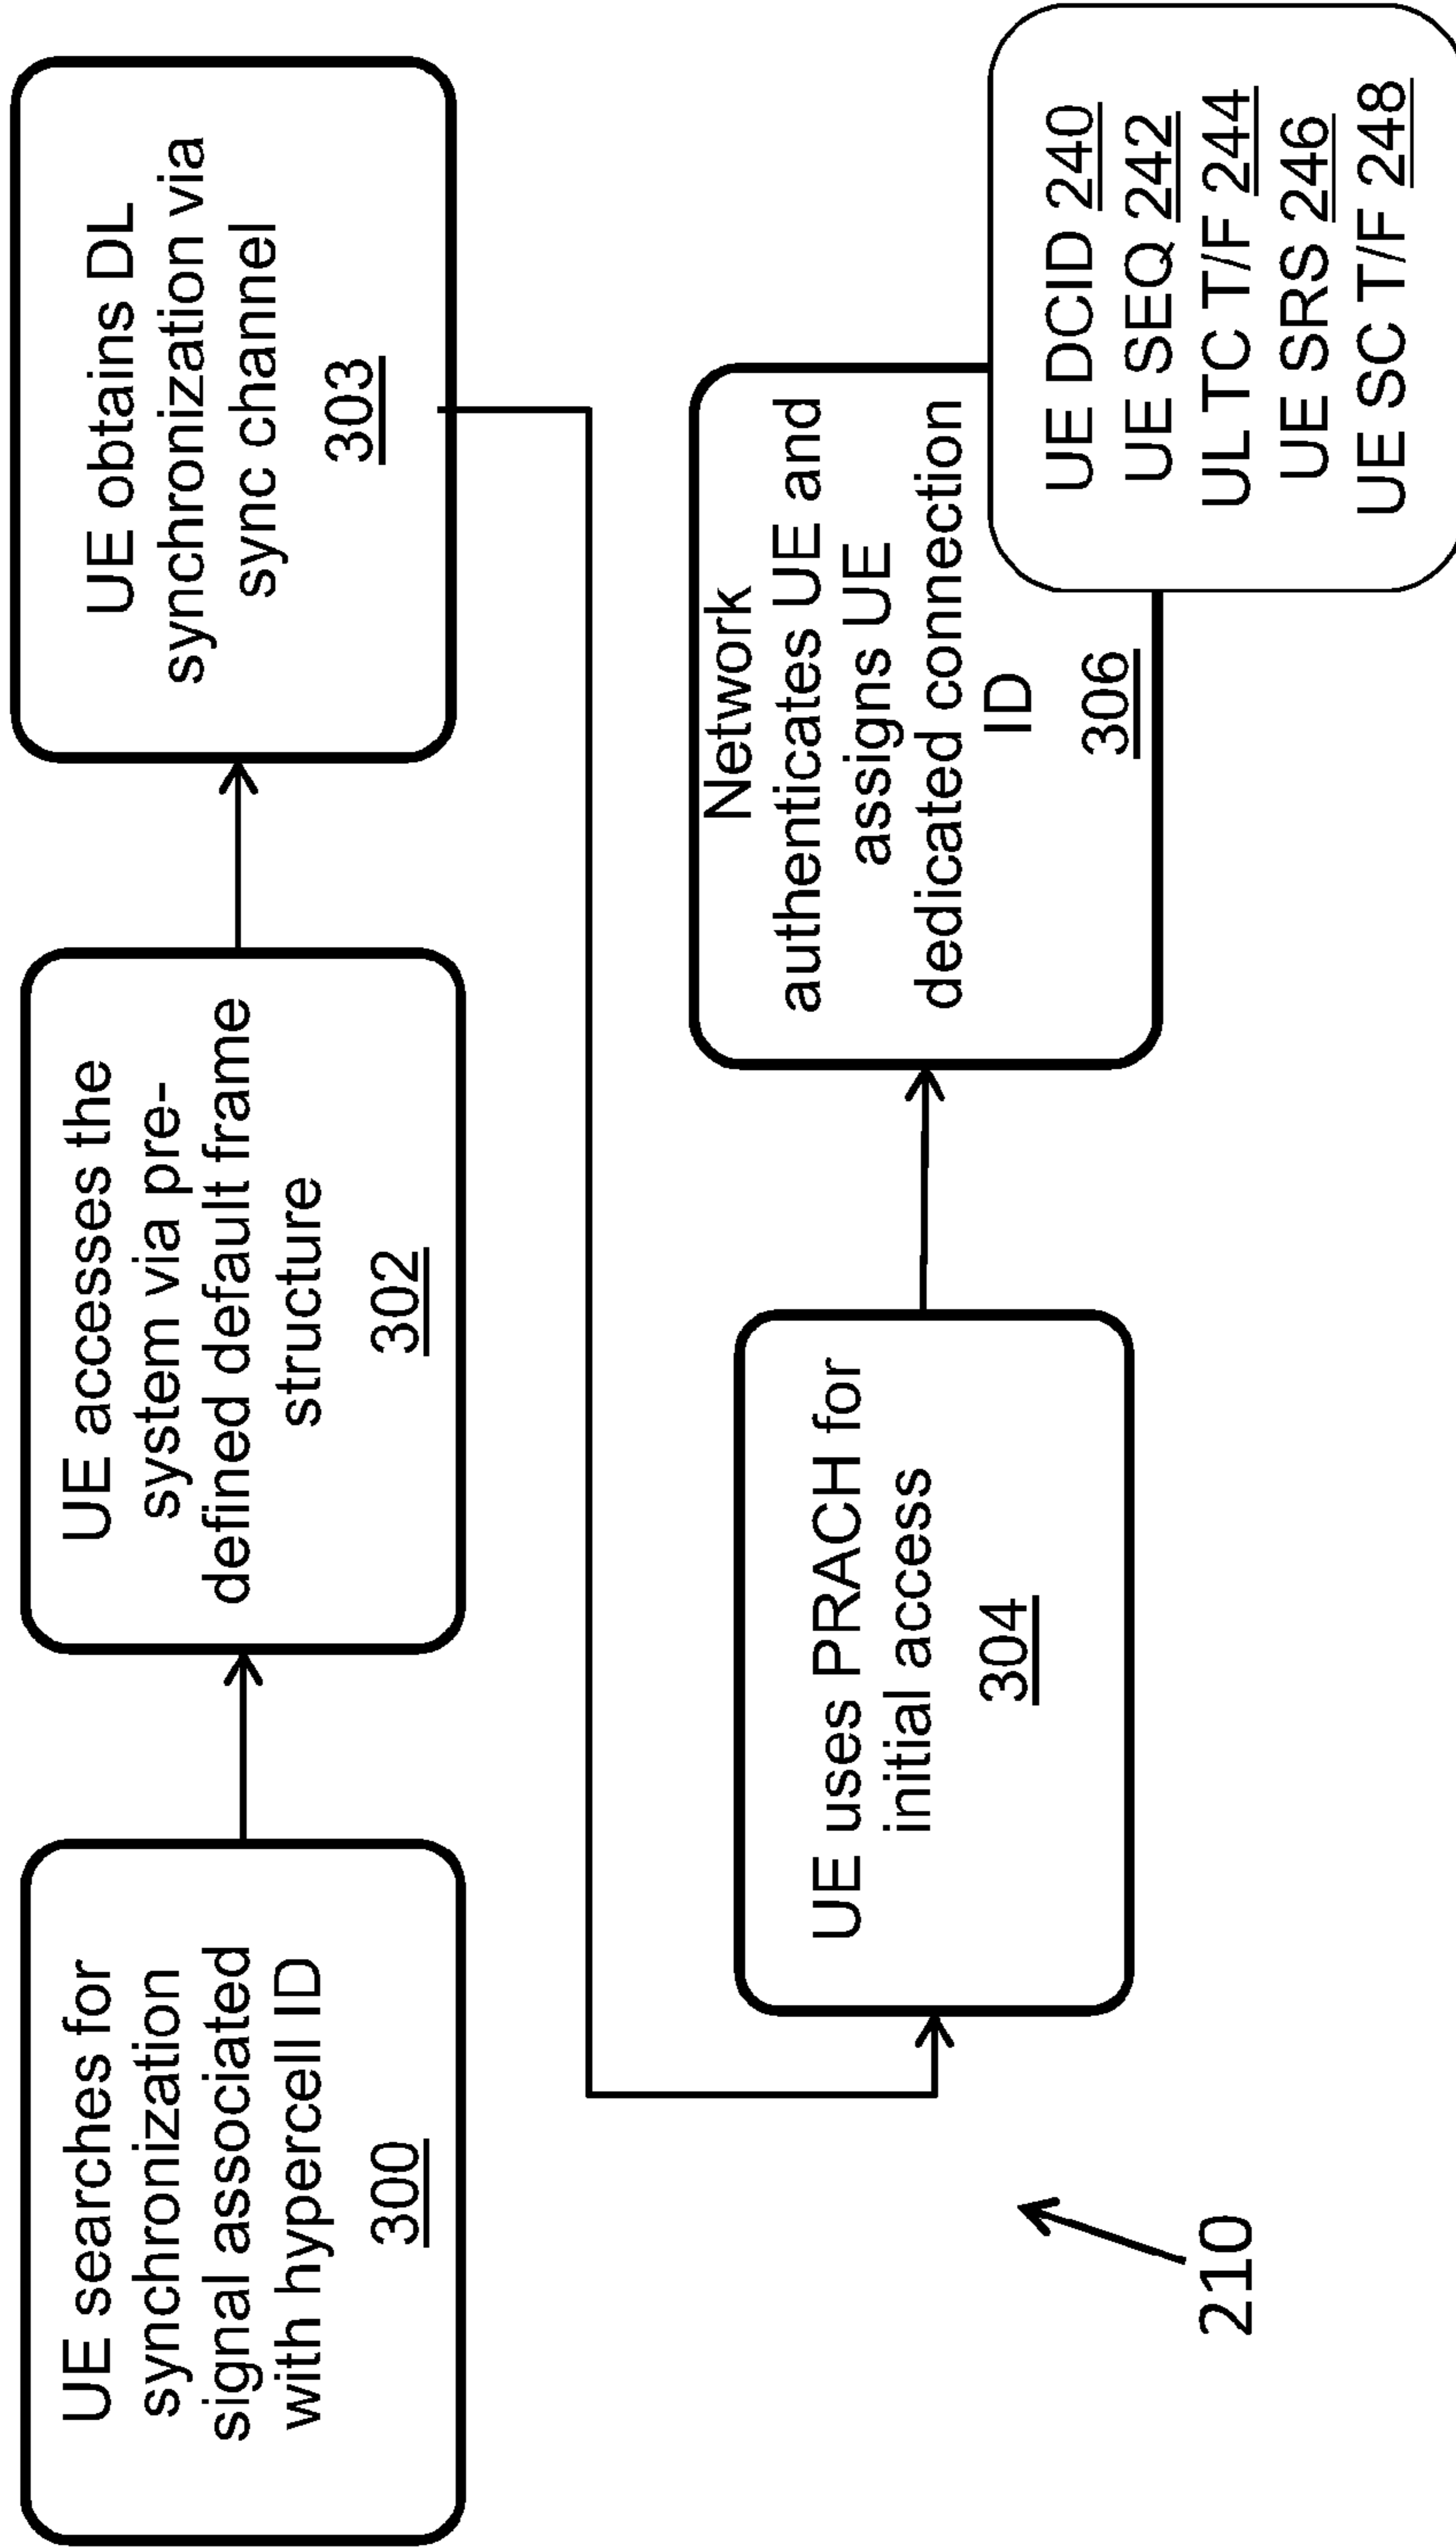 UE searches for
synchronization
signal associated
with hypercell ID
300
UE accesses the
system via pre-
defined default frame
structure
302
UE obtains DL
synchronization via
sync channel
303
UE uses PRACH for
initial access
304
Network
authenticates UE and
assigns UE
dedicated connection
ID
306
UE DCID 240
UE SEQ 242
UL TC T/F 244
UE SRS 246
UE SC T/F 248
210